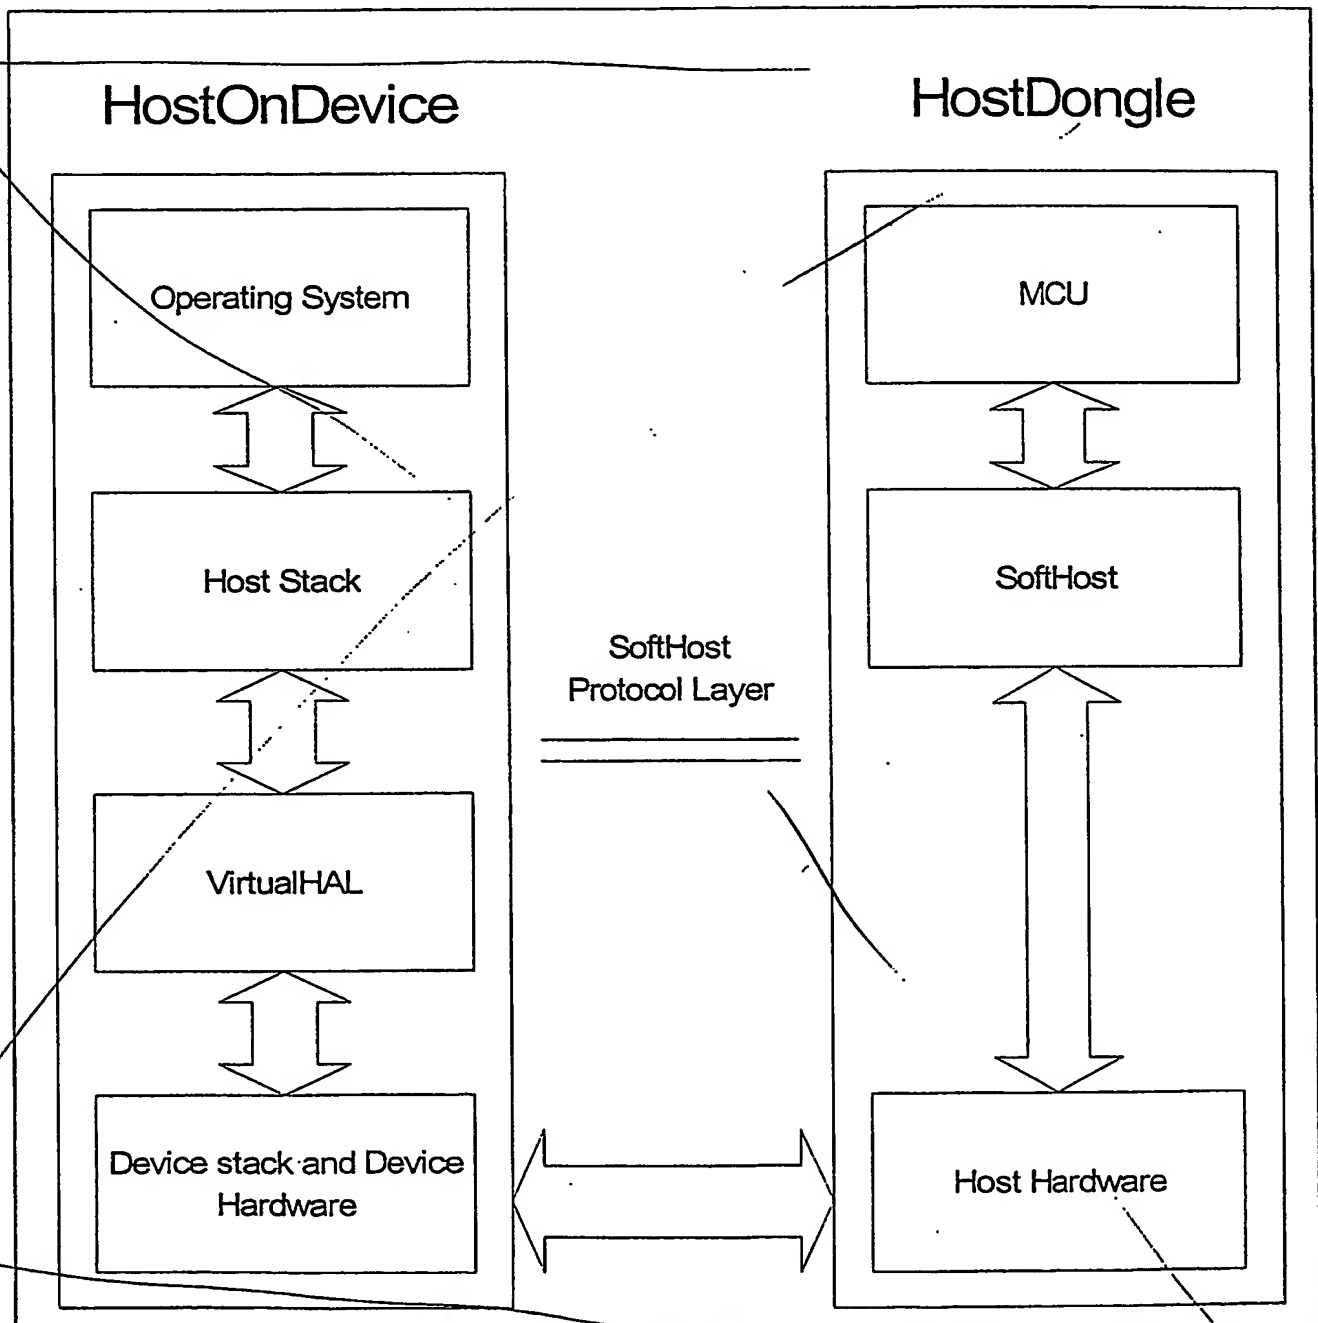 HostOnDevice
HostDongle
Operating System
MCU
Host Stack
SoftHost
SoftHost
Protocol Layer
VirtualHAL
Device stack and Device
Hardware
Host Hardware